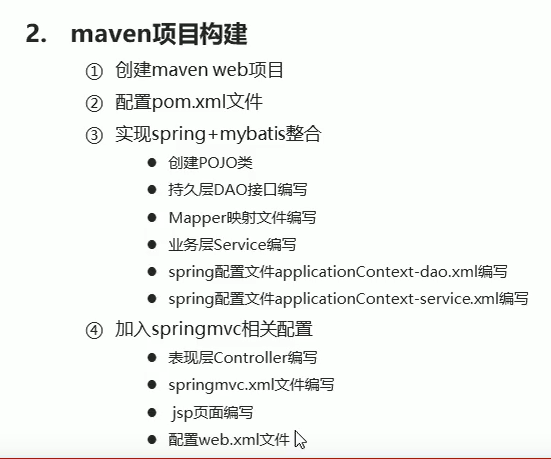 2. maven项目构建
① 创建maven web项目
② 配置pom.xml文件
③ 实现spring+mybatis整合
● 创建POJO类
● 持久层DAO接口编写
● Mapper映射文件编写
● 业务层Service编写
● spring配置文件applicationContext-dao.xml编写
● spring配置文件applicationContext-service.xml编写
④ 加入springmvc相关配置
● 表现层Controller编写
● springmvc.xml文件编写
● jsp页面编写
● 配置web.xml文件